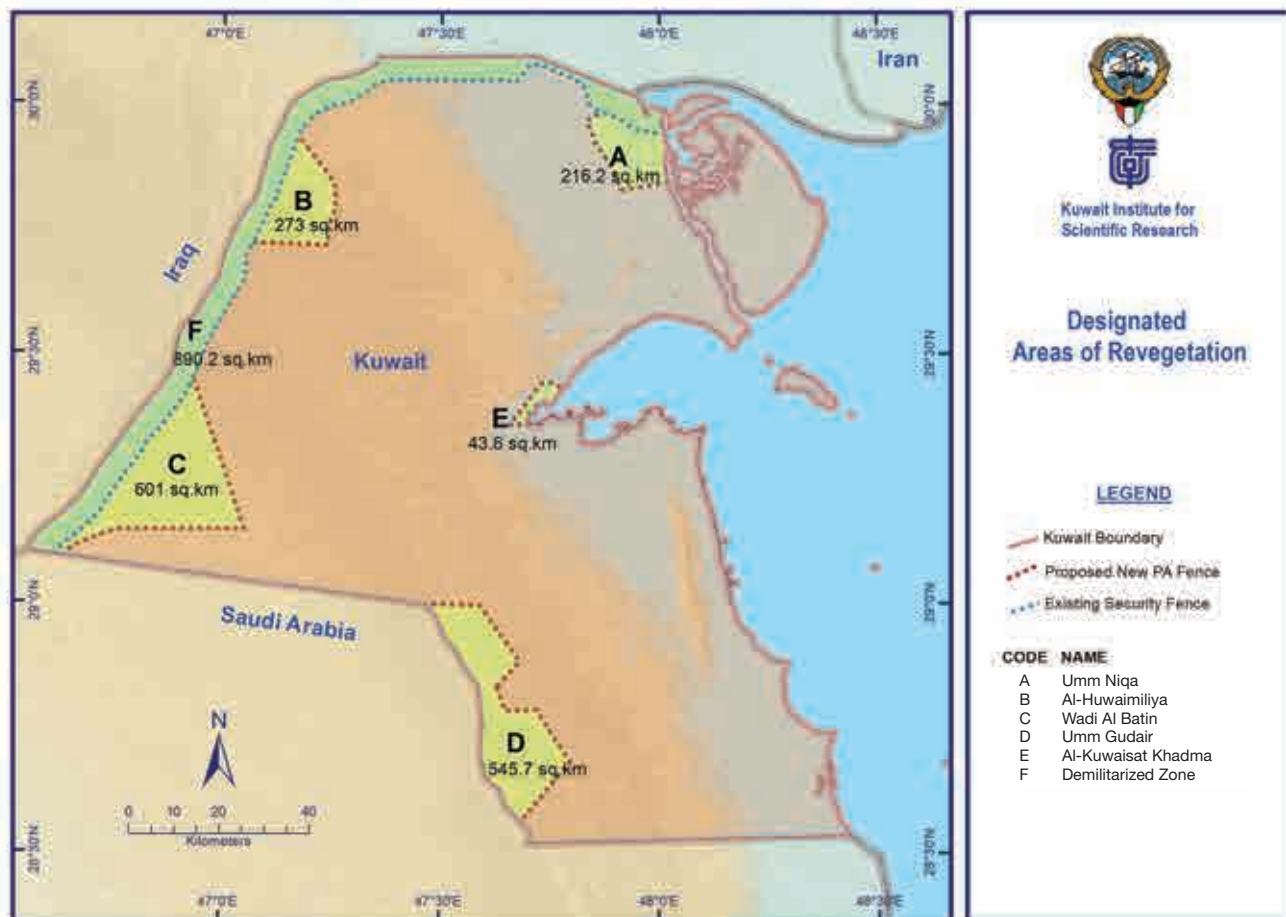 47°0'E
47°30'E
48°0'E
48°30'E
Iran
30°0'N
30°0'N
A
216.2 sq.km
B
273 sq.km
Iraq
F
890.2 sq.km
Kuwait
29°30'N
29°30'N
E
43.6 sq.km
C
601 sq.km
29°0'N
29°0'N
Saudi Arabia
N
D
545.7 sq.km
0 10 20 40
Kilometers
28°30'N
28°30'N
47°0'E
47°30'E
48°0'E
48°30'E
Kuwait Institute for
Scientific Research
Designated
Areas of Revegetation
LEGEND
Kuwait Boundary
Proposed New PA Fence
Existing Security Fence
CODE NAME
A Umm Niqa
B Al-Huwaimiliya
C Wadi Al Batin
D Umm Gudair
E Al-Kuwaisat Khadma
F Demilitarized Zone